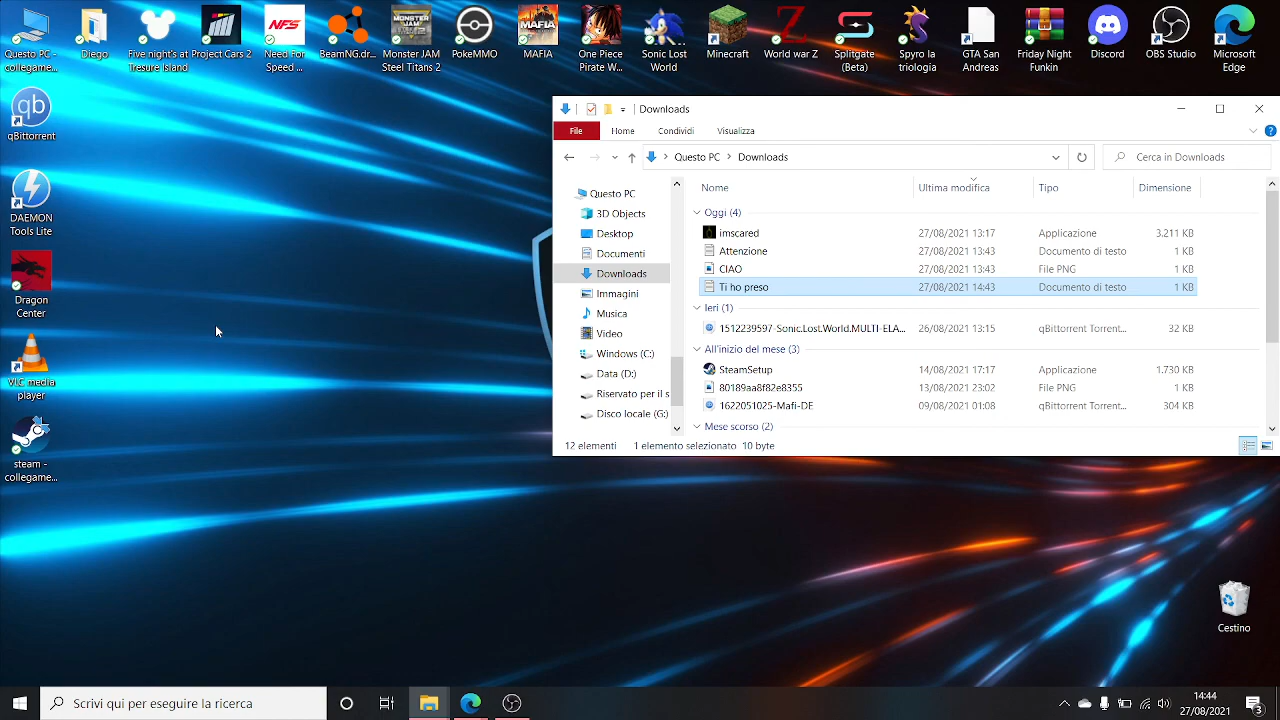 Questo PC - collegame...
Diego
Five night's at Tresure Island
Project Cars 2
Need For Speed ...
BeamNG.dr...
Monster JAM Steel Titans 2
PokeMMO
MAFIA
One Piece Pirate W...
Sonic Lost World
Minecraft
World war Z
Splitgate (Beta)
Spyro la triologia
GTA San Andreas
Friday Night Funkin
Discord
OBS Studio
Microsoft Edge
qBittorrent
DAEMON Tools Lite
Dragon Center
VLC media player
steam - collegame...
Downloads
File Home Condividi Visualizza
Questo PC > Downloads
Cerca in Downloads
Questo PC
3D Objects
Desktop
Documenti
Downloads
Immagini
Musica
Video
Windows (C:)
Data (D:)
Riservato per il s
Disco locale (G:)
Nome Ultima modifica Tipo Dimensione
Oggi (4)
imscared 27/08/2021 13:17 Applicazione 3.211 KB
Attenzione 27/08/2021 13:43 Documento di testo 1 KB
CIAO 27/08/2021 13:43 File PNG 1 KB
Ti ho preso 27/08/2021 14:43 Documento di testo 1 KB
Ieri (1)
1512239597-Sonic.Lost.World.MULTI-ELA... 26/08/2021 13:15 qBittorrent Torrent... 32 KB
All'inizio del mese (3)
SteamSetup 14/08/2021 17:17 Applicazione 1.730 KB
80189aa8f82e8355 13/08/2021 23:02 File PNG 1 KB
1622051025-Mafi-DE 09/08/2021 01:08 qBittorrent Torrent... 304 KB
Mese scorso (2)
12 elementi 1 elemento selezionato 10 byte
Cestino
Scrivi qui per eseguire la ricerca
14:44
27/08/2021
3